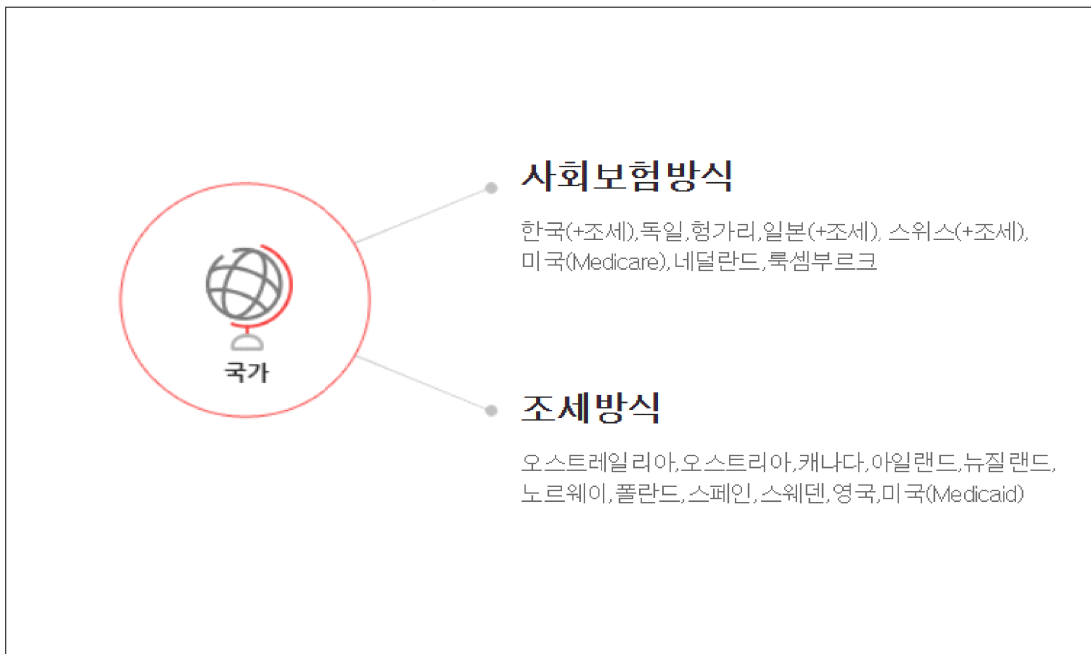 사회보험방식
한국(+조세),독일,헝가리,일본(+조세), 스위스(+조세),
미국(Medicare),네덜란드,룩셈부르크
국가
조세방식
오스트레일리아,오스트리아,캐나다,아일랜드,뉴질랜드,
노르웨이,폴란드,스페인,스웨덴,영국,미국(Medicaid)